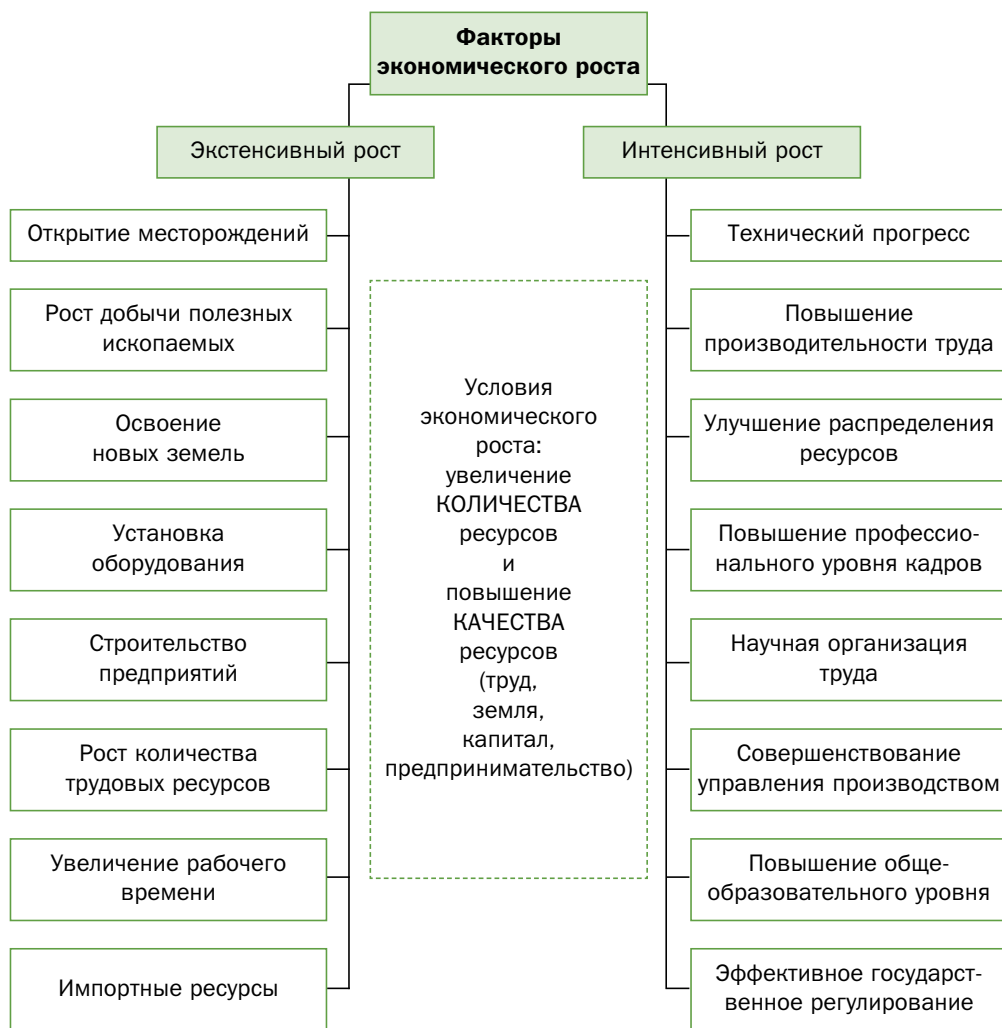 Факторы
экономического роста
Экстенсивный рост
Интенсивный рост
Открытие месторождений
Рост добычи полезных
ископаемых
Освоение
новых земель
Установка
оборудования
Строительство
предприятий
Рост количества
трудовых ресурсов
Увеличение рабочего
времени
Импортные ресурсы
Условия
экономического
роста:
увеличение
КОЛИЧЕСТВА
ресурсов
и
повышение
КАЧЕСТВА
ресурсов
(труд,
земля,
капитал,
предпринимательство)
Технический прогресс
Повышение
производительности труда
Улучшение распределения
ресурсов
Повышение профессио-
нального уровня кадров
Научная организация
труда
Совершенствование
управления производством
Повышение обще-
образовательного уровня
Эффективное государст-
венное регулирование